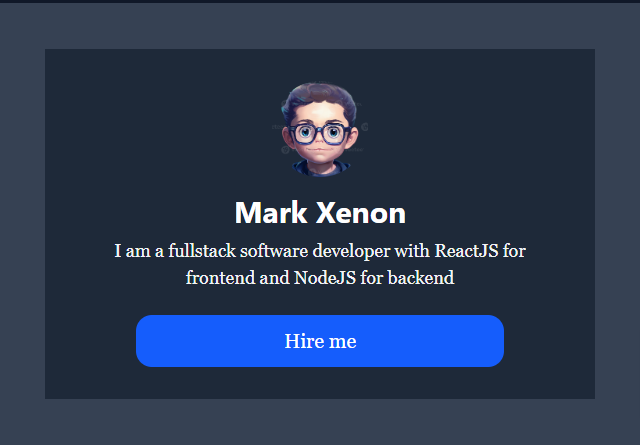 Mark Xenon
I am a fullstack software developer with ReactJS for
frontend and NodeJS for backend
Hire me